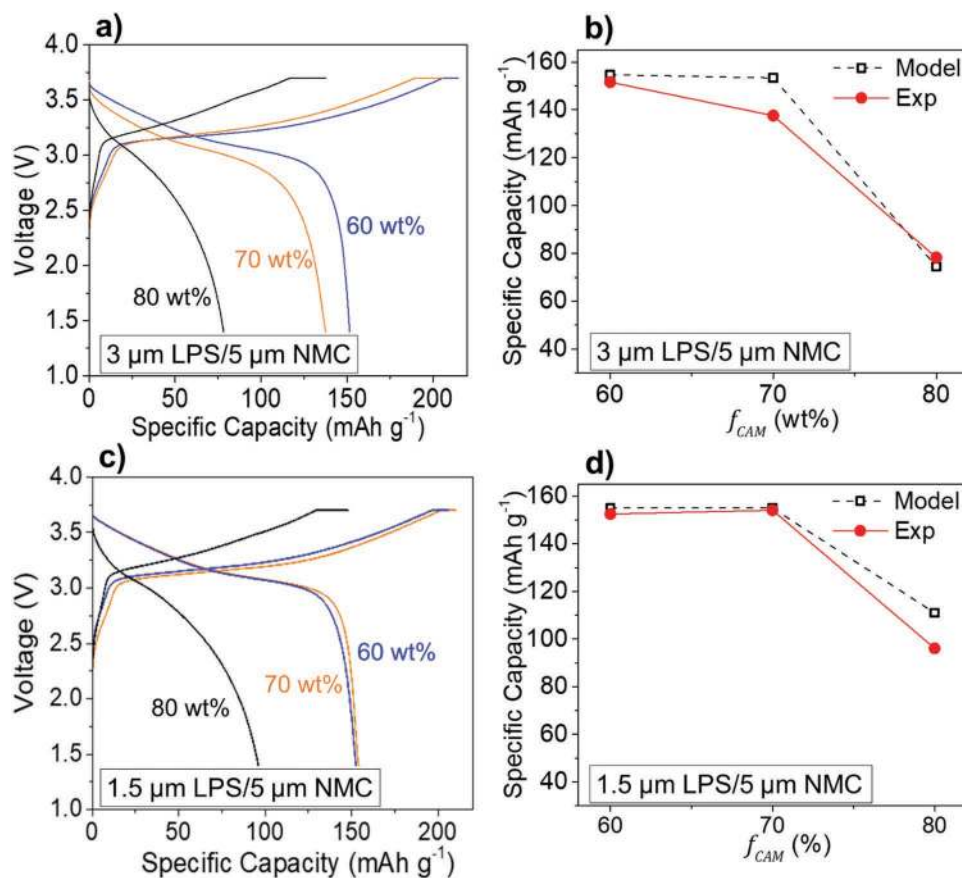 a)
4.0
3.5
3.0
2.5
2.0
1.5
1.0
Voltage (V)
60 wt%
70 wt%
80 wt%
3 µm LPS/5 µm NMC
0 50 100 150 200
Specific Capacity (mAh g⁻¹)
b)
160
140
120
100
80
60
40
Specific Capacity (mAh g⁻¹)
Model
Exp
3 µm LPS/5 µm NMC
60 70 80
f_CAM (wt%)
c)
4.0
3.5
3.0
2.5
2.0
1.5
1.0
Voltage (V)
60 wt%
70 wt%
80 wt%
1.5 µm LPS/5 µm NMC
0 50 100 150 200
Specific Capacity (mAh g⁻¹)
d)
160
140
120
100
80
60
40
Specific Capacity (mAh g⁻¹)
Model
Exp
1.5 µm LPS/5 µm NMC
60 70 80
f_CAM (%)